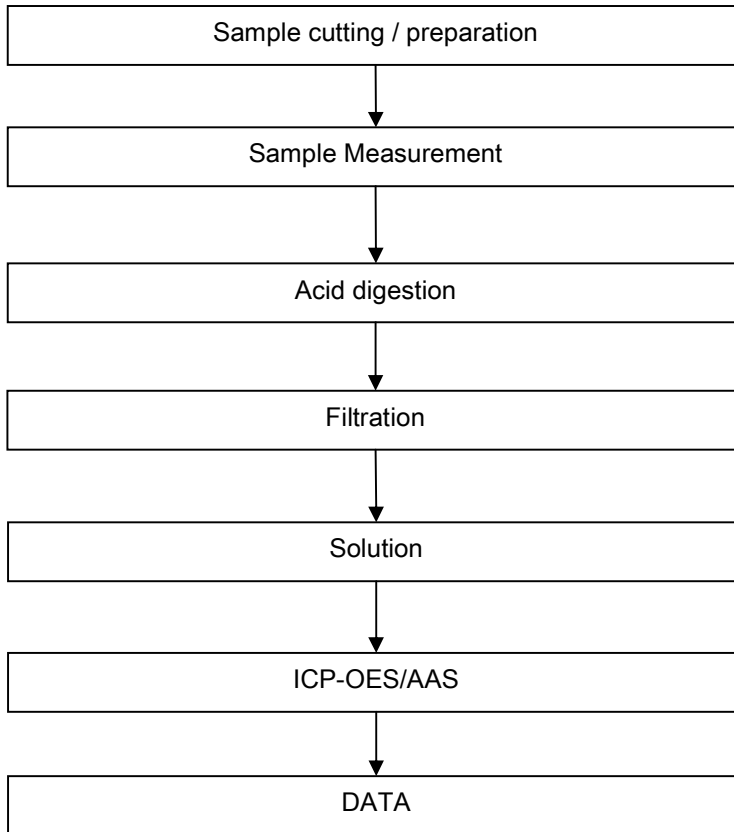 Sample cutting / preparation
Sample Measurement
Acid digestion
Filtration
Solution
ICP-OES/AAS
DATA